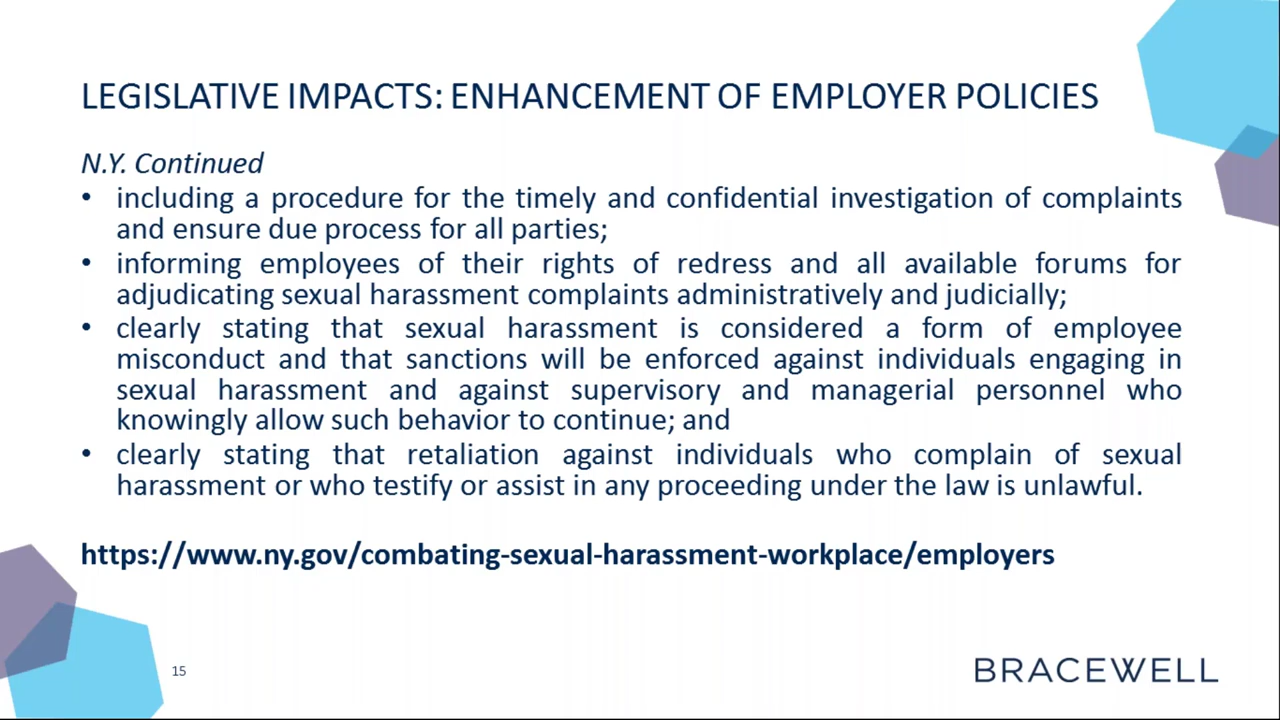 LEGISLATIVE IMPACTS: ENHANCEMENT OF EMPLOYER POLICIES
N.Y. Continued
• including a procedure for the timely and confidential investigation of complaints
and ensure due process for all parties;
• informing employees of their rights of redress and all available forums for
adjudicating sexual harassment complaints administratively and judicially;
• clearly stating that sexual harassment is considered a form of employee
misconduct and that sanctions will be enforced against individuals engaging in
sexual harassment and against supervisory and managerial personnel who
knowingly allow such behavior to continue; and
• clearly stating that retaliation against individuals who complain of sexual
harassment or who testify or assist in any proceeding under the law is unlawful.
https://www.ny.gov/combating-sexual-harassment-workplace/employers
15
BRACEWELL